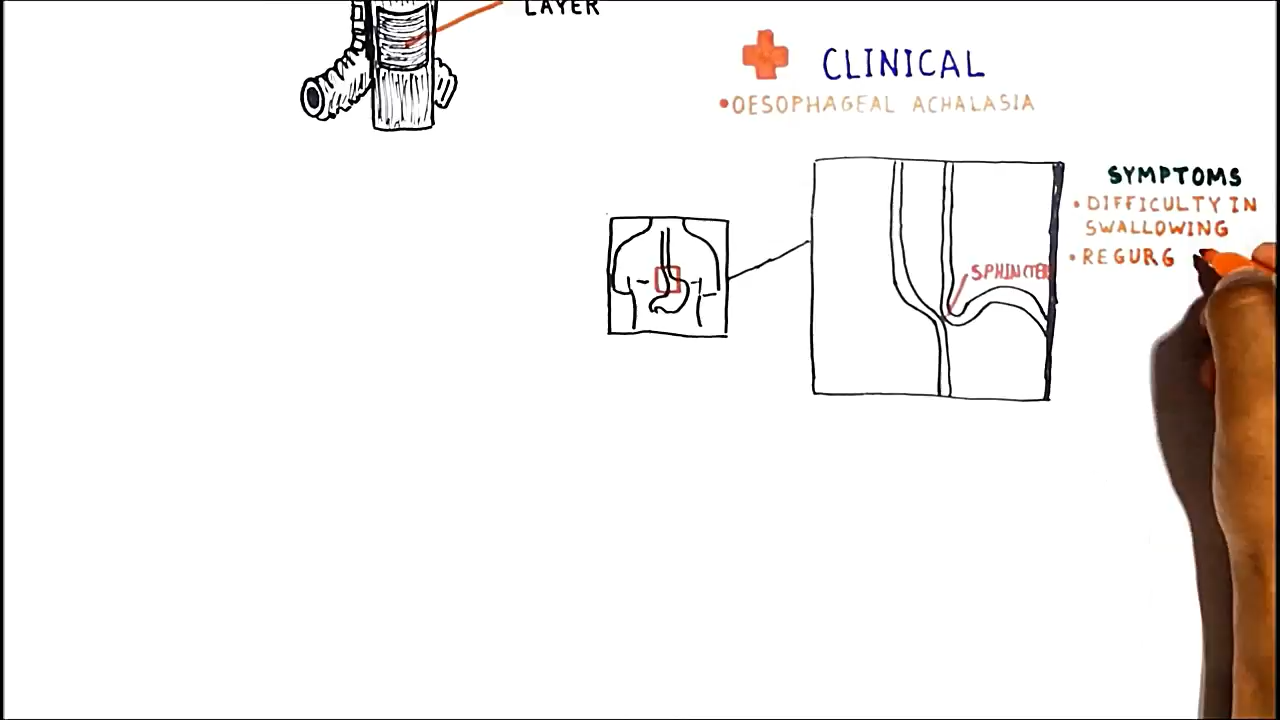 LAYER
CLINICAL
•OESOPHAGEAL ACHALASIA
SYMPTOMS
•DIFFICULTY IN
SWALLOWING
•REGURG
SPHINCTER